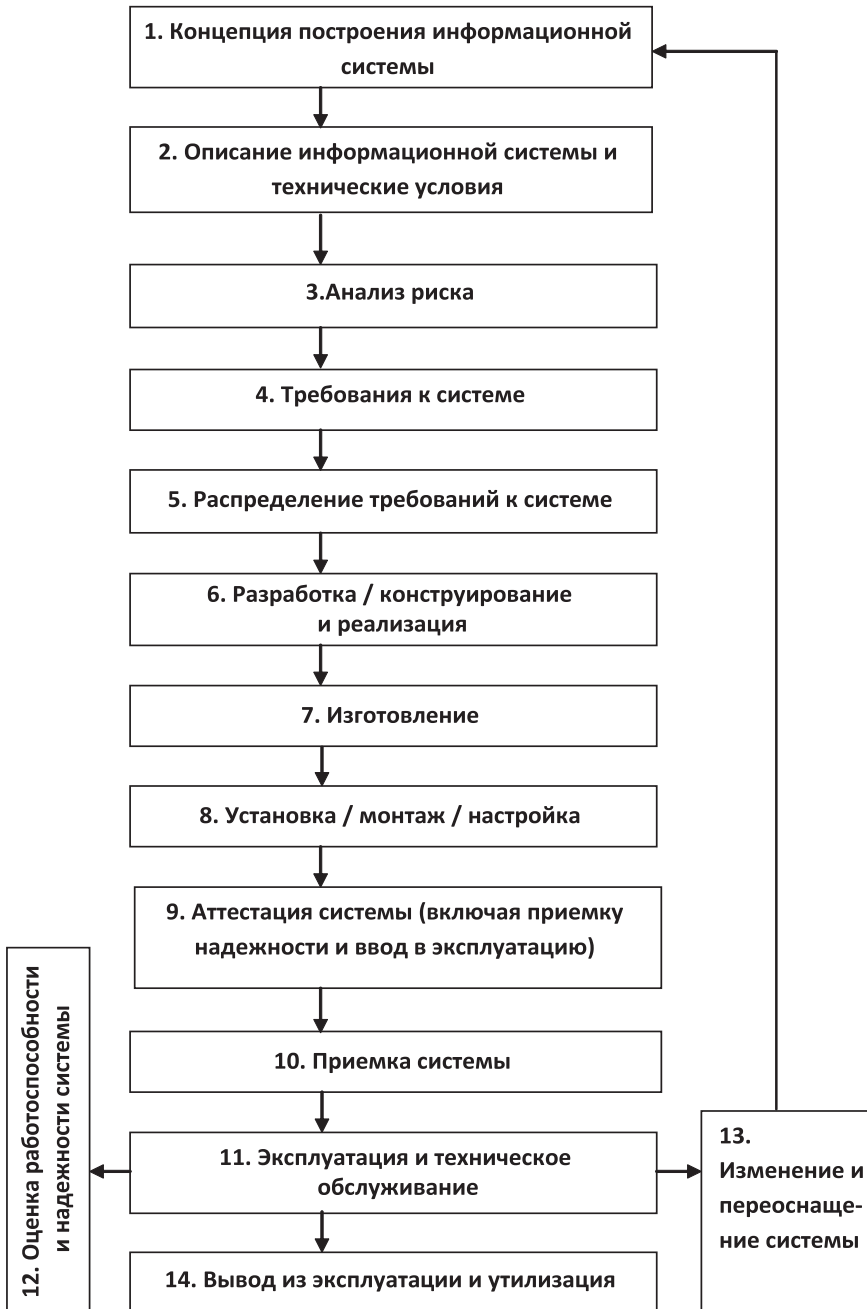 1. Концепция построения информационной
системы
2. Описание информационной системы и
технические условия
3.Анализ риска
4. Требования к системе
5. Распределение требований к системе
6. Разработка / конструирование
и реализация
7. Изготовление
8. Установка / монтаж / настройка
9. Аттестация системы (включая приемку
надежности и ввод в эксплуатацию)
10. Приемка системы
11. Эксплуатация и техническое
обслуживание
12. Оценка работоспособности
и надежности системы
13.
Изменение и
переоснаще-
ние системы
14. Вывод из эксплуатации и утилизация